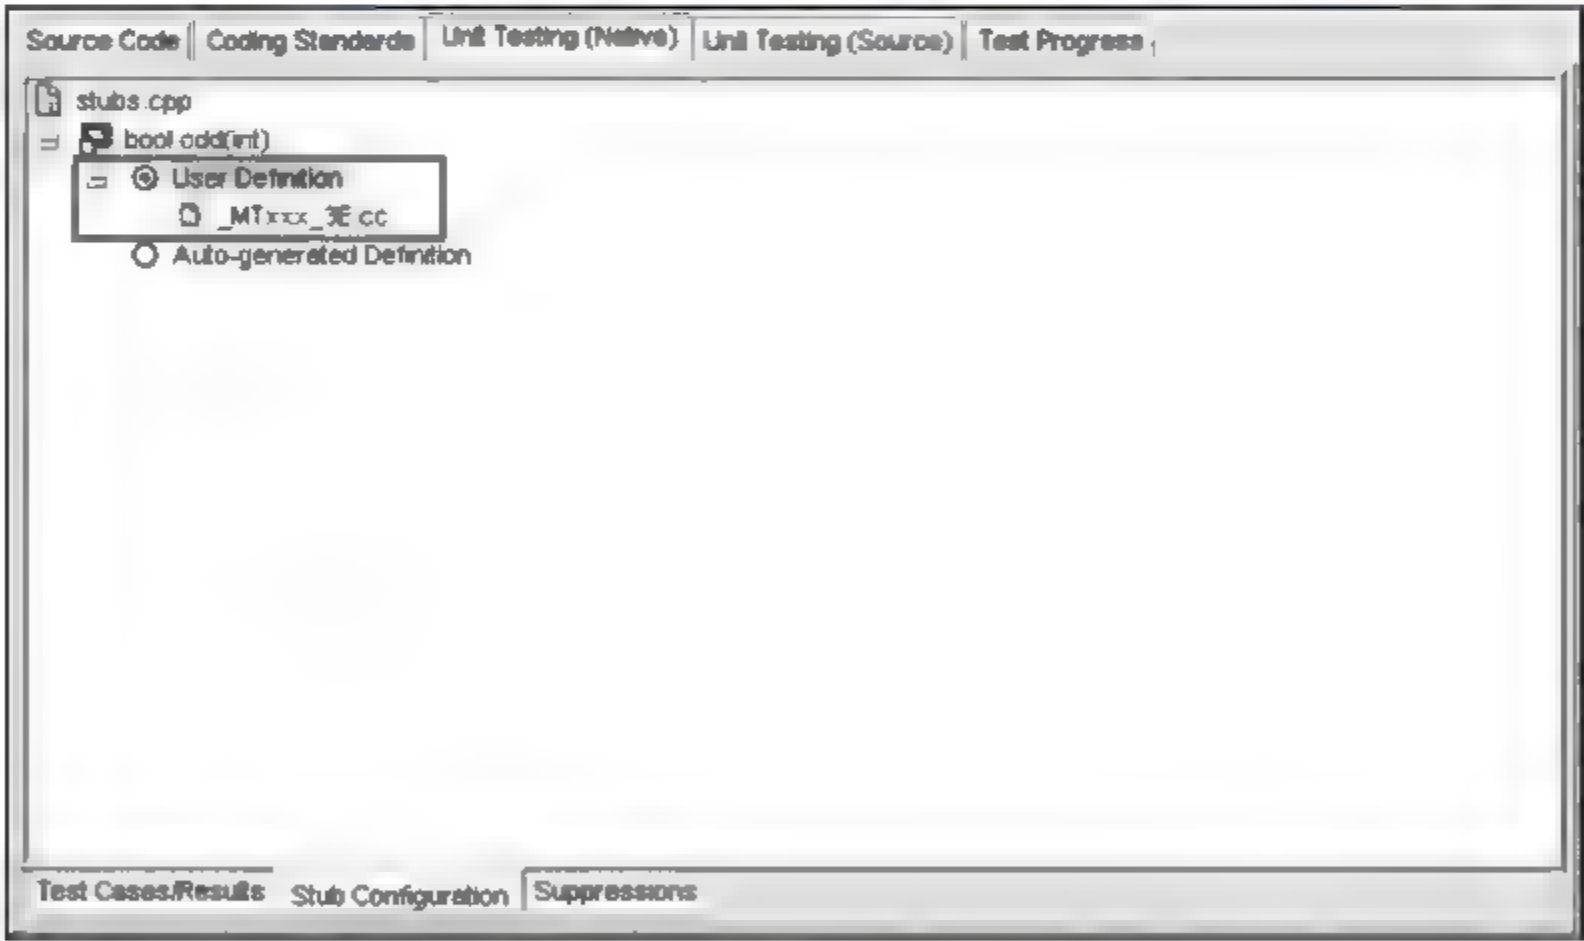 Source Code Coding Standards Unit Testing (Native) Unit Testing (Source) Test Progress
stubs.cpp
bool odd(int)
User Definition
Auto-generated Definition
Test Cases/Results Stub Configuration Suppressions